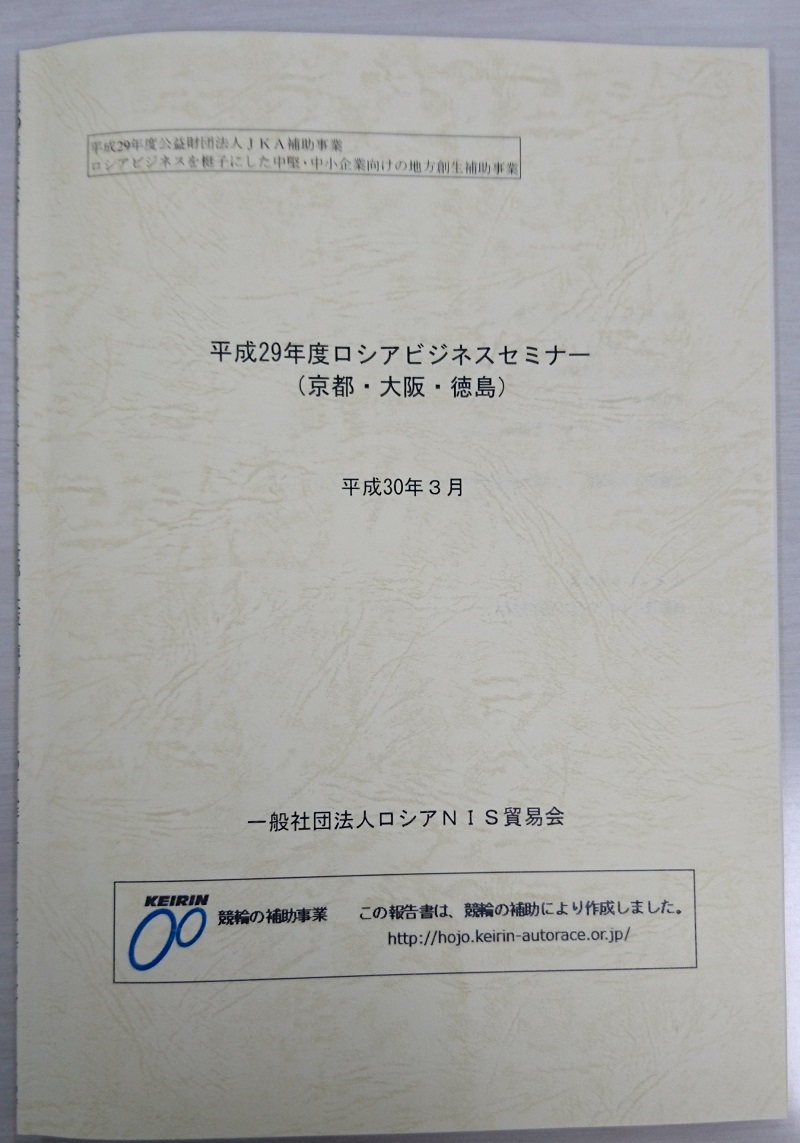 平成29年度公益財団法人ＪＫＡ補助事業
ロシアビジネスを梃子にした中堅・中小企業向けの地方創生補助事業
平成29年度ロシアビジネスセミナー
（京都・大阪・徳島）
平成30年３月
一般社団法人ロシアＮＩＳ貿易会
KEIRIN
競輪の補助事業
この報告書は、競輪の補助により作成しました。
http://hojo.keirin-autorace.or.jp/